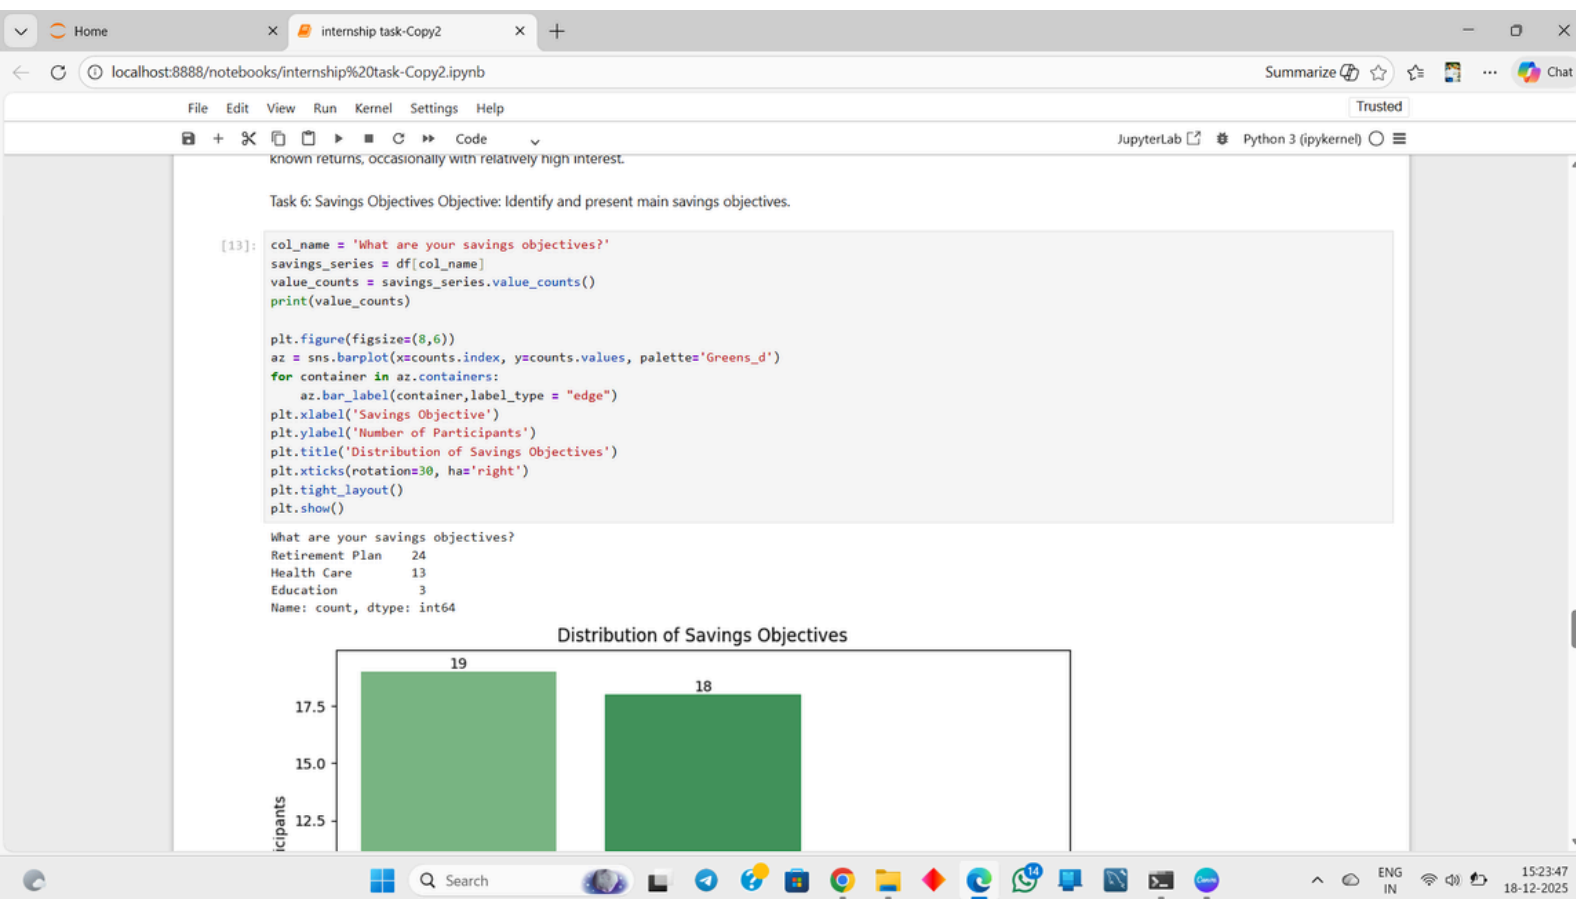 Home
internship task-Copy2
localhost:8888/notebooks/internship%20task-Copy2.ipynb
Summarize
Chat
File Edit View Run Kernel Settings Help
Trusted
Code
JupyterLab
Python 3 (ipykernel)
known returns, occasionally with relatively high interest.
Task 6: Savings Objectives Objective: Identify and present main savings objectives.
[13]:
col_name = 'What are your savings objectives?'
savings_series = df[col_name]
value_counts = savings_series.value_counts()
print(value_counts)
plt.figure(figsize=(8,6))
az = sns.barplot(x=counts.index, y=counts.values, palette='Greens_d')
for container in az.containers:
    az.bar_label(container,label_type = "edge")
plt.xlabel('Savings Objective')
plt.ylabel('Number of Participants')
plt.title('Distribution of Savings Objectives')
plt.xticks(rotation=30, ha='right')
plt.tight_layout()
plt.show()
What are your savings objectives?
Retirement Plan    24
Health Care        13
Education           3
Name: count, dtype: int64
Distribution of Savings Objectives
19
18
17.5
15.0
12.5
cipants
Search
14
Canva
ENG
IN
15:23:47
18-12-2025